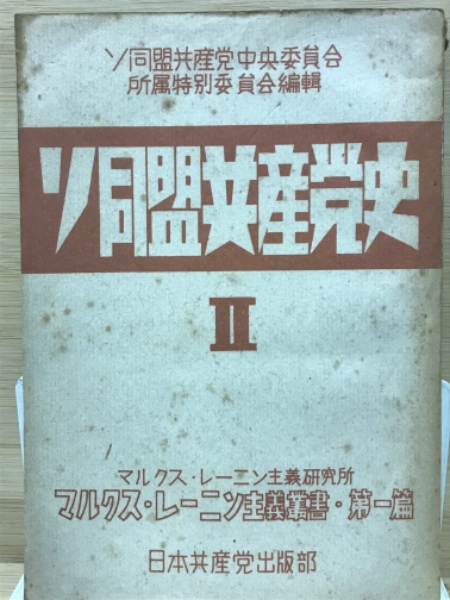 ソ同盟共産党中央委員会
所属特別委員会編輯
ソ同盟共産党史
II
マルクス・レーニン主義研究所
マルクス・レーニン主義叢書・第一篇
日本共産党出版部